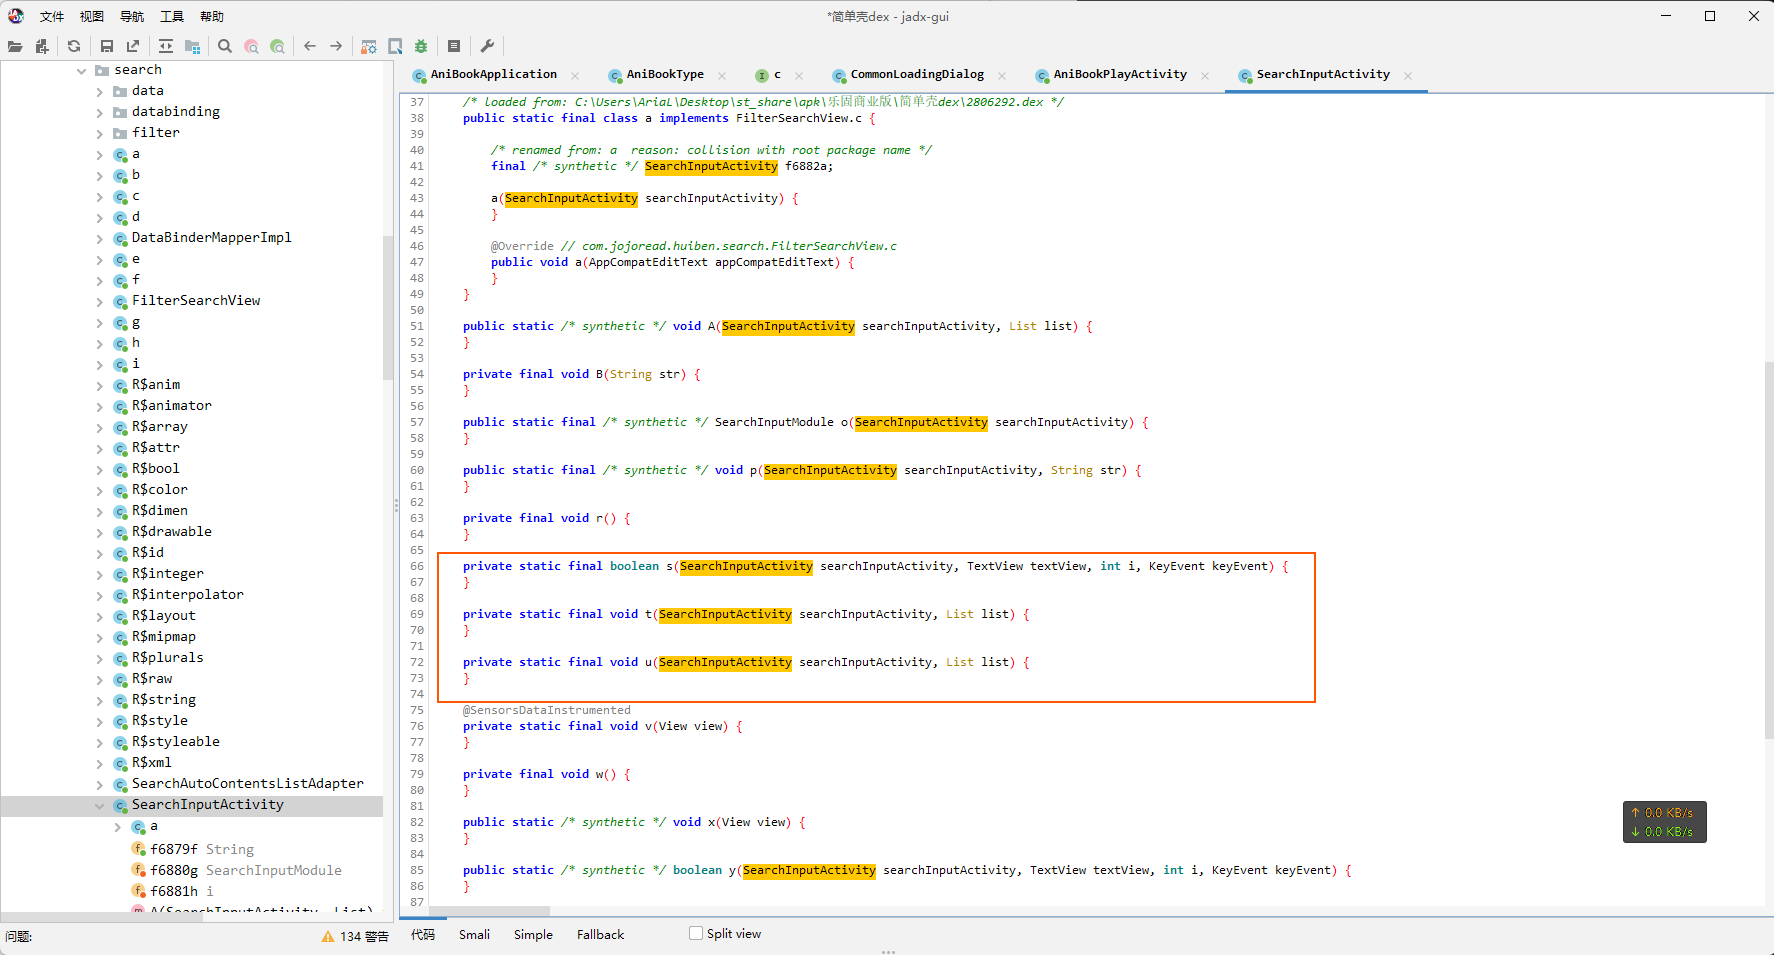 文件 视图 导航 工具 帮助
*简单壳dex - jadx-gui
search
data
databinding
filter
a
b
c
d
DataBinderMapperImpl
e
f
FilterSearchView
g
h
i
R$anim
R$animator
R$array
R$attr
R$bool
R$color
R$dimen
R$drawable
R$id
R$integer
R$interpolator
R$layout
R$mipmap
R$plurals
R$raw
R$string
R$style
R$styleable
R$xml
SearchAutoContentsListAdapter
SearchInputActivity
a
f6879f String
f6880g SearchInputModule
f6881h i
A(SearchInputActivity, List)
问题:
134 警告
AniBookApplication AniBookType c CommonLoadingDialog AniBookPlayActivity SearchInputActivity
37 /* loaded from: C:\Users\AriaL\Desktop\st_share\apk\乐固商业版\简单壳dex\2806292.dex */
38 public static final class a implements FilterSearchView.c {
39
40 /* renamed from: a  reason: collision with root package name */
41 final /* synthetic */ SearchInputActivity f6882a;
42
43 a(SearchInputActivity searchInputActivity) {
44 }
45
46 @Override // com.jojoread.huiben.search.FilterSearchView.c
47 public void a(AppCompatEditText appCompatEditText) {
48 }
49 }
50
51 public static /* synthetic */ void A(SearchInputActivity searchInputActivity, List list) {
52 }
53
54 private final void B(String str) {
55 }
56
57 public static final /* synthetic */ SearchInputModule o(SearchInputActivity searchInputActivity) {
58 }
59
60 public static final /* synthetic */ void p(SearchInputActivity searchInputActivity, String str) {
61 }
62
63 private final void r() {
64 }
65
66 private static final boolean s(SearchInputActivity searchInputActivity, TextView textView, int i, KeyEvent keyEvent) {
67 }
68
69 private static final void t(SearchInputActivity searchInputActivity, List list) {
70 }
71
72 private static final void u(SearchInputActivity searchInputActivity, List list) {
73 }
74
75 @SensorsDataInstrumented
76 private static final void v(View view) {
77 }
78
79 private final void w() {
80 }
81
82 public static /* synthetic */ void x(View view) {
83 }
84
85 public static /* synthetic */ boolean y(SearchInputActivity searchInputActivity, TextView textView, int i, KeyEvent keyEvent) {
86 }
87
↑ 0.0 KB/s
↓ 0.0 KB/s
代码 Smali Simple Fallback Split view